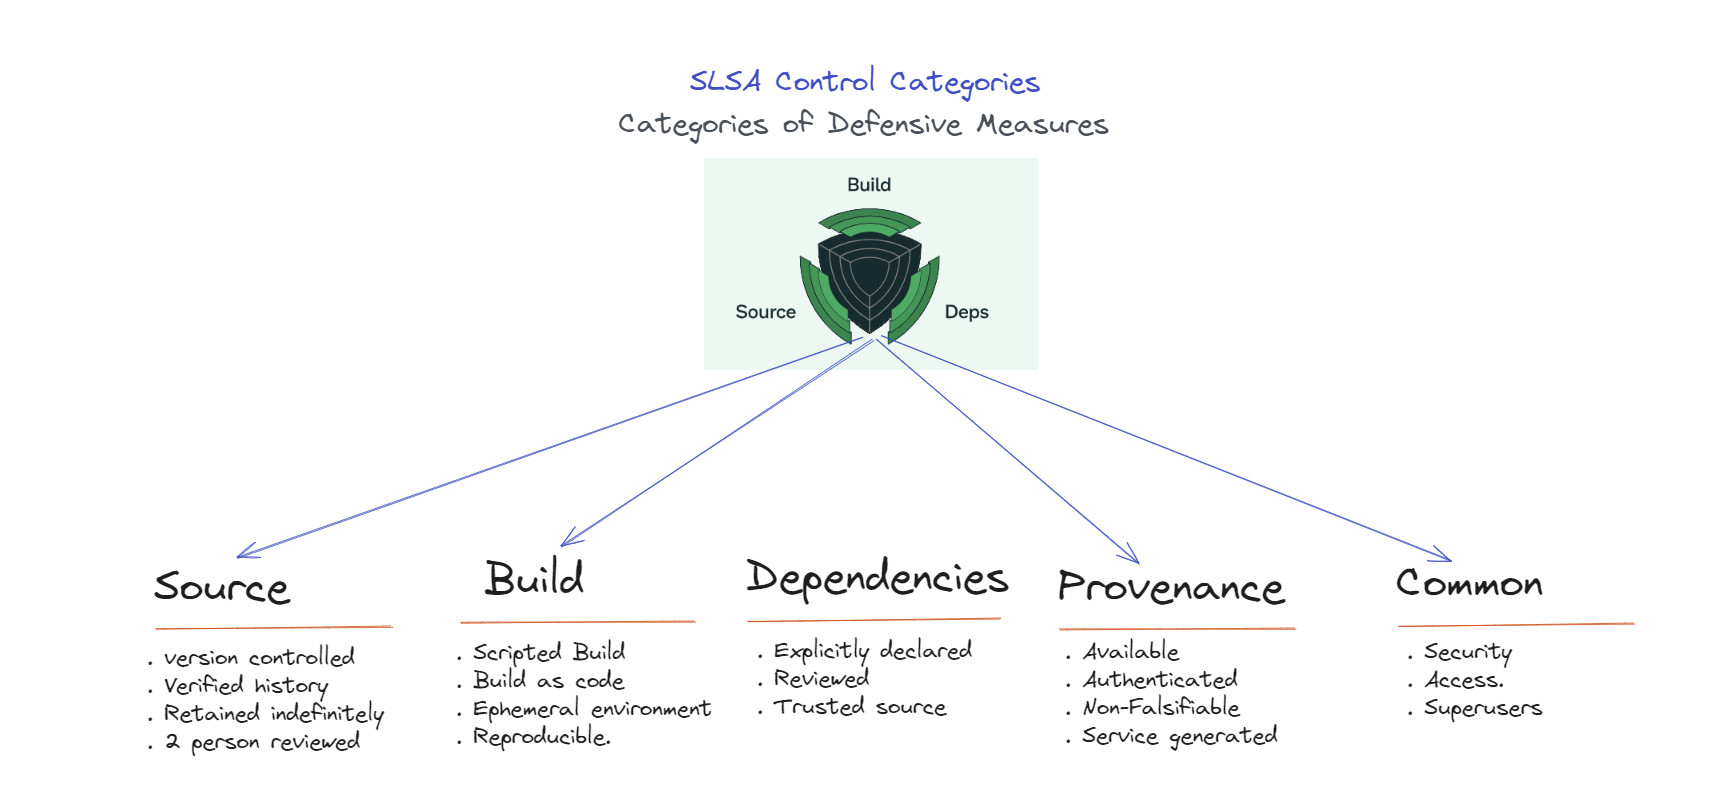 SLSA Control Categories
Categories of Defensive Measures
Build
Source
Deps
Source
. version controlled
. Verified history
. Retained indefinitely
. 2 person reviewed
Build
. Scripted Build
. Build as code
. Ephemeral environment
. Reproducible.
Dependencies
. Explicitly declared
. Reviewed
. Trusted source
Provenance
. Available
. Authenticated
. Non-Falsifiable
. Service generated
Common
. Security
. Access.
. Superusers